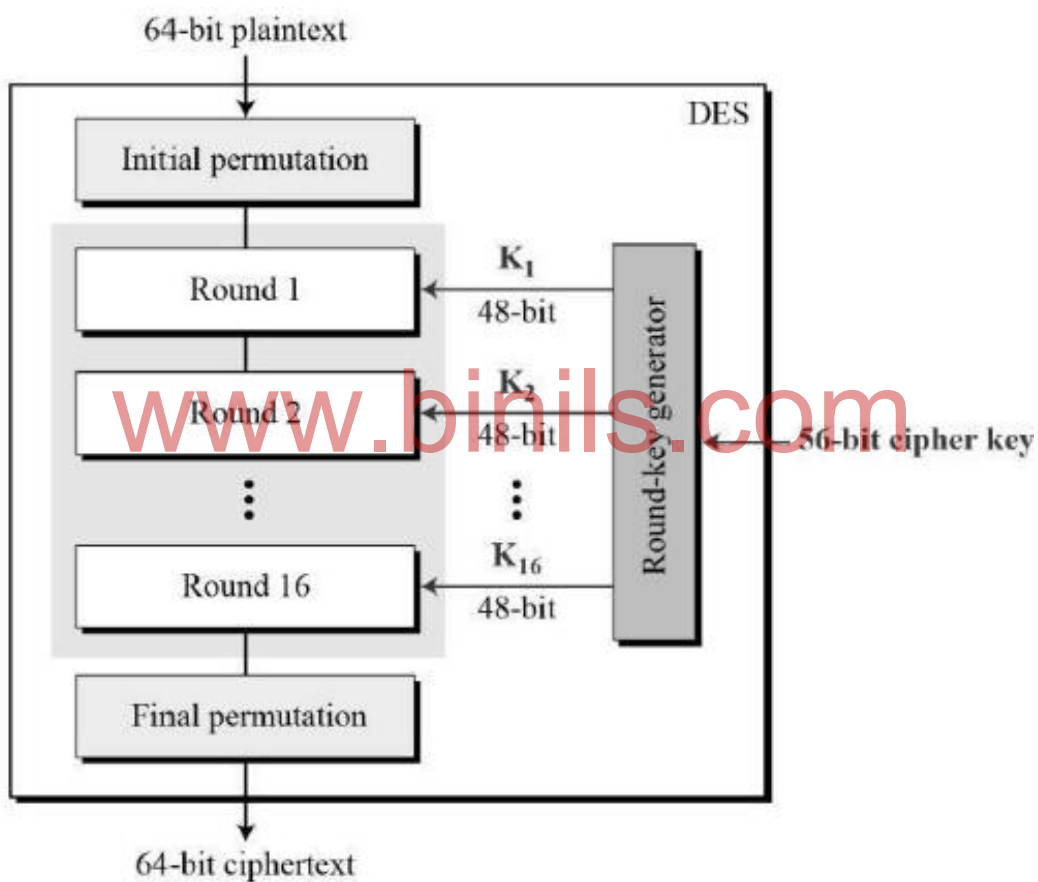 64-bit plaintext
DES
Initial permutation
Round 1
K₁
48-bit
Round 2
K₂
48-bit
Round-key generator
56-bit cipher key
www.binils.com
Round 16
K₁₆
48-bit
Final permutation
64-bit ciphertext